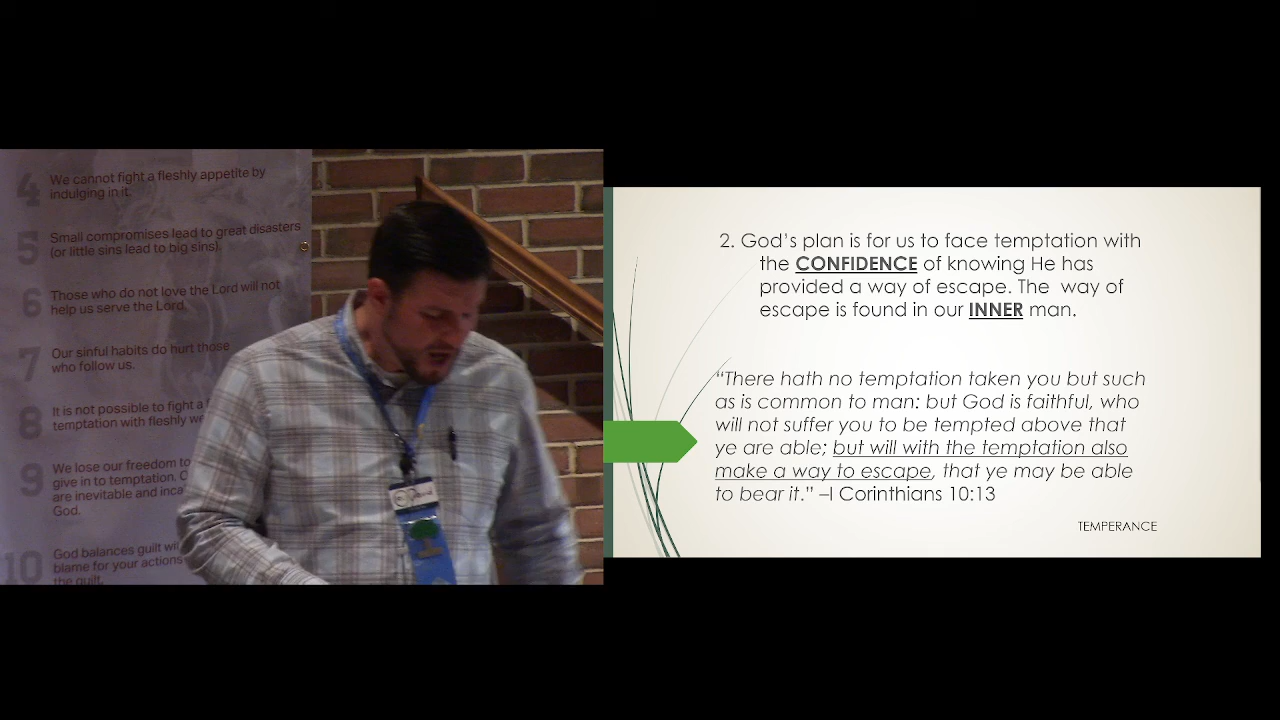 4 We cannot fight a fleshly appetite by
indulging in it.
5 Small compromises lead to great disasters
(or little sins lead to big sins).
6 Those who do not love the Lord will not
help us serve the Lord.
7 Our sinful habits do hurt those
who follow us.
8 It is not possible to fight a
temptation with fleshly
9 We lose our freedom to
give in to temptation.
are inevitable and
God.
10 God balances guilt
blame for your actions
the guilt.
David
2. God's plan is for us to face temptation with
the CONFIDENCE of knowing He has
provided a way of escape. The way of
escape is found in our INNER man.
“There hath no temptation taken you but such
as is common to man: but God is faithful, who
will not suffer you to be tempted above that
ye are able; but will with the temptation also
make a way to escape, that ye may be able
to bear it.” –I Corinthians 10:13
TEMPERANCE